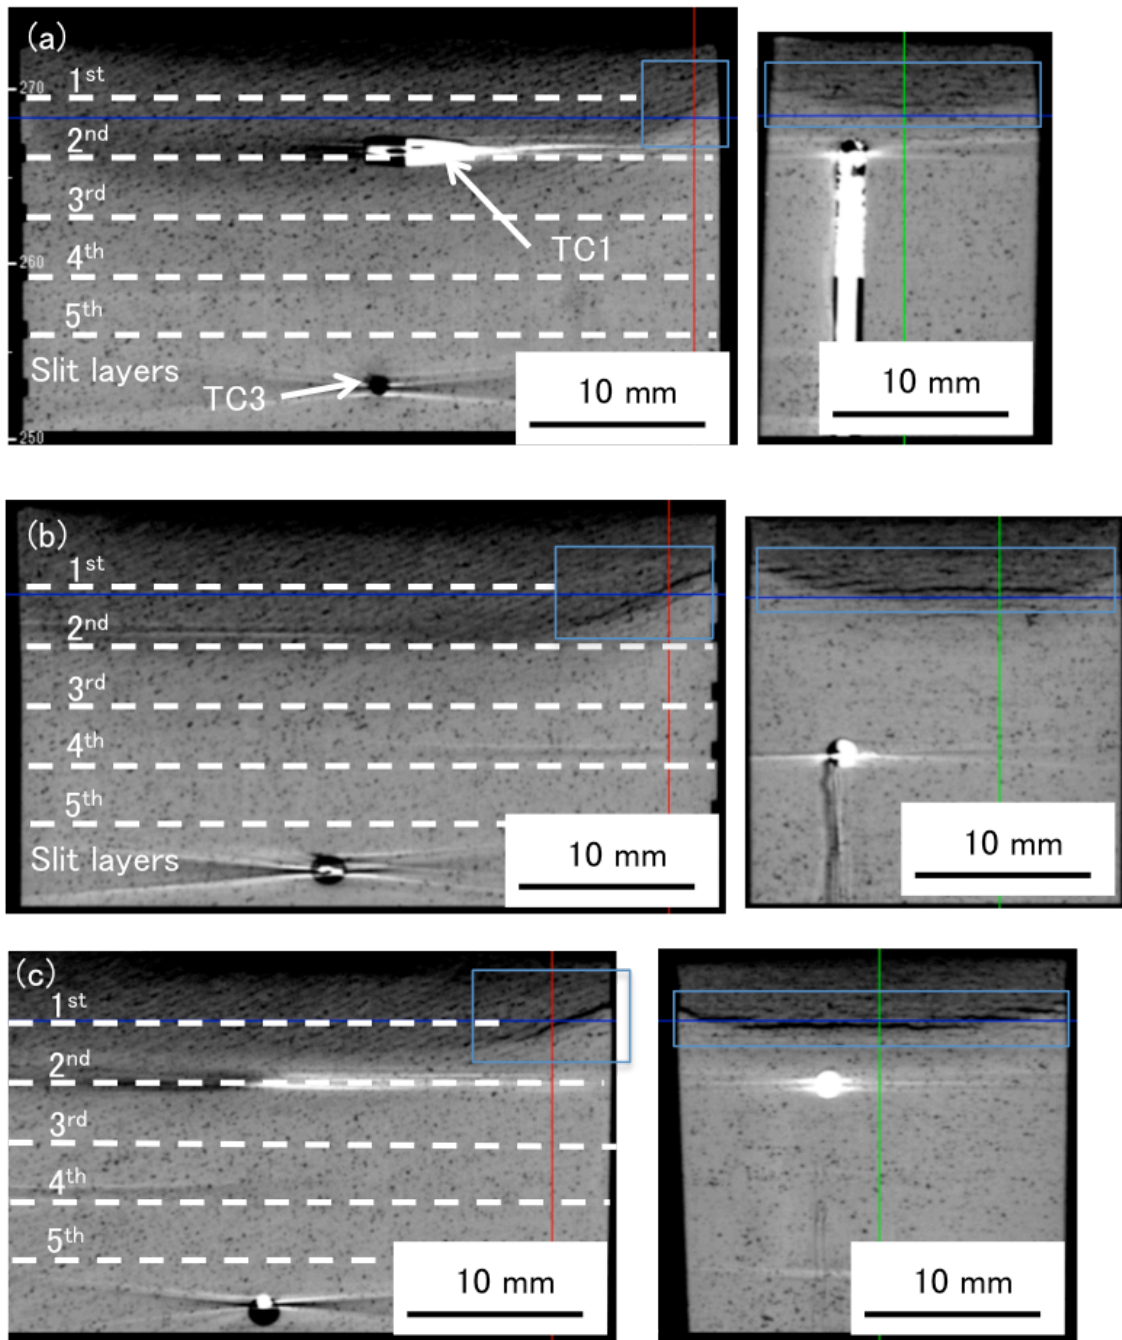 (a)
1st
270
2nd
3rd
TC1
4th
260
5th
Slit layers
TC3
10 mm
10 mm
250
(b)
1st
2nd
3rd
4th
5th
Slit layers
10 mm
10 mm
(c)
1st
2nd
3rd
4th
5th
10 mm
10 mm